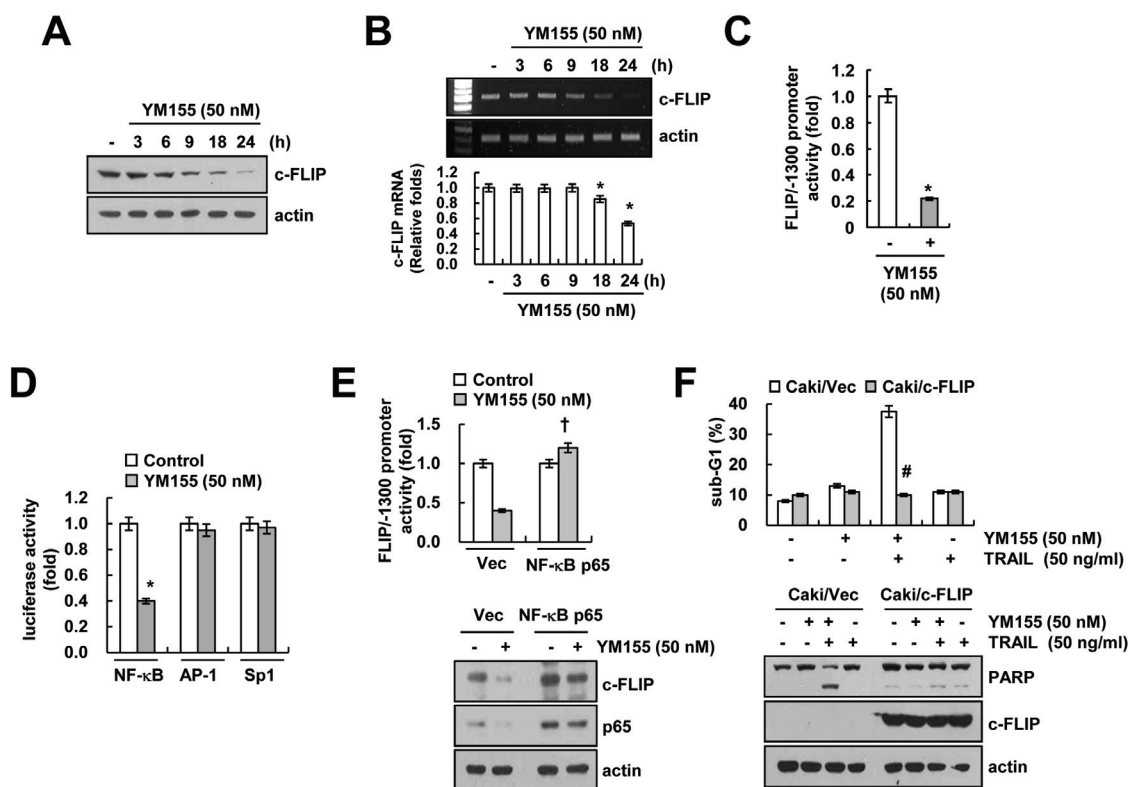 A
YM155 (50 nM)
- 3 6 9 18 24 (h)
c-FLIP
actin
B
YM155 (50 nM)
- 3 6 9 18 24 (h)
c-FLIP
actin
c-FLIP mRNA
(Relative folds)
1.2
1.0
0.8
0.6
0.4
0.2
0.0
* *
- 3 6 9 18 24 (h)
YM155 (50 nM)
C
FLIP/-1300 promoter
activity (fold)
1.2
1.0
0.8
0.6
0.4
0.2
0
*
- +
YM155
(50 nM)
D
Control
YM155 (50 nM)
luciferase activity
(fold)
1.2
1.0
0.8
0.6
0.4
0.2
0.0
*
NF-κB AP-1 Sp1
E
Control
YM155 (50 nM)
FLIP/-1300 promoter
activity (fold)
1.5
1.0
0.5
0.0
†
Vec NF-κB p65
Vec NF-κB p65
- + - + YM155 (50 nM)
c-FLIP
p65
actin
F
Caki/Vec Caki/c-FLIP
sub-G1 (%)
40
30
20
10
0
#
- + + - YM155 (50 nM)
- - + + TRAIL (50 ng/ml)
Caki/Vec Caki/c-FLIP
- + + - - + + - YM155 (50 nM)
- - + + - - + + TRAIL (50 ng/ml)
PARP
c-FLIP
actin